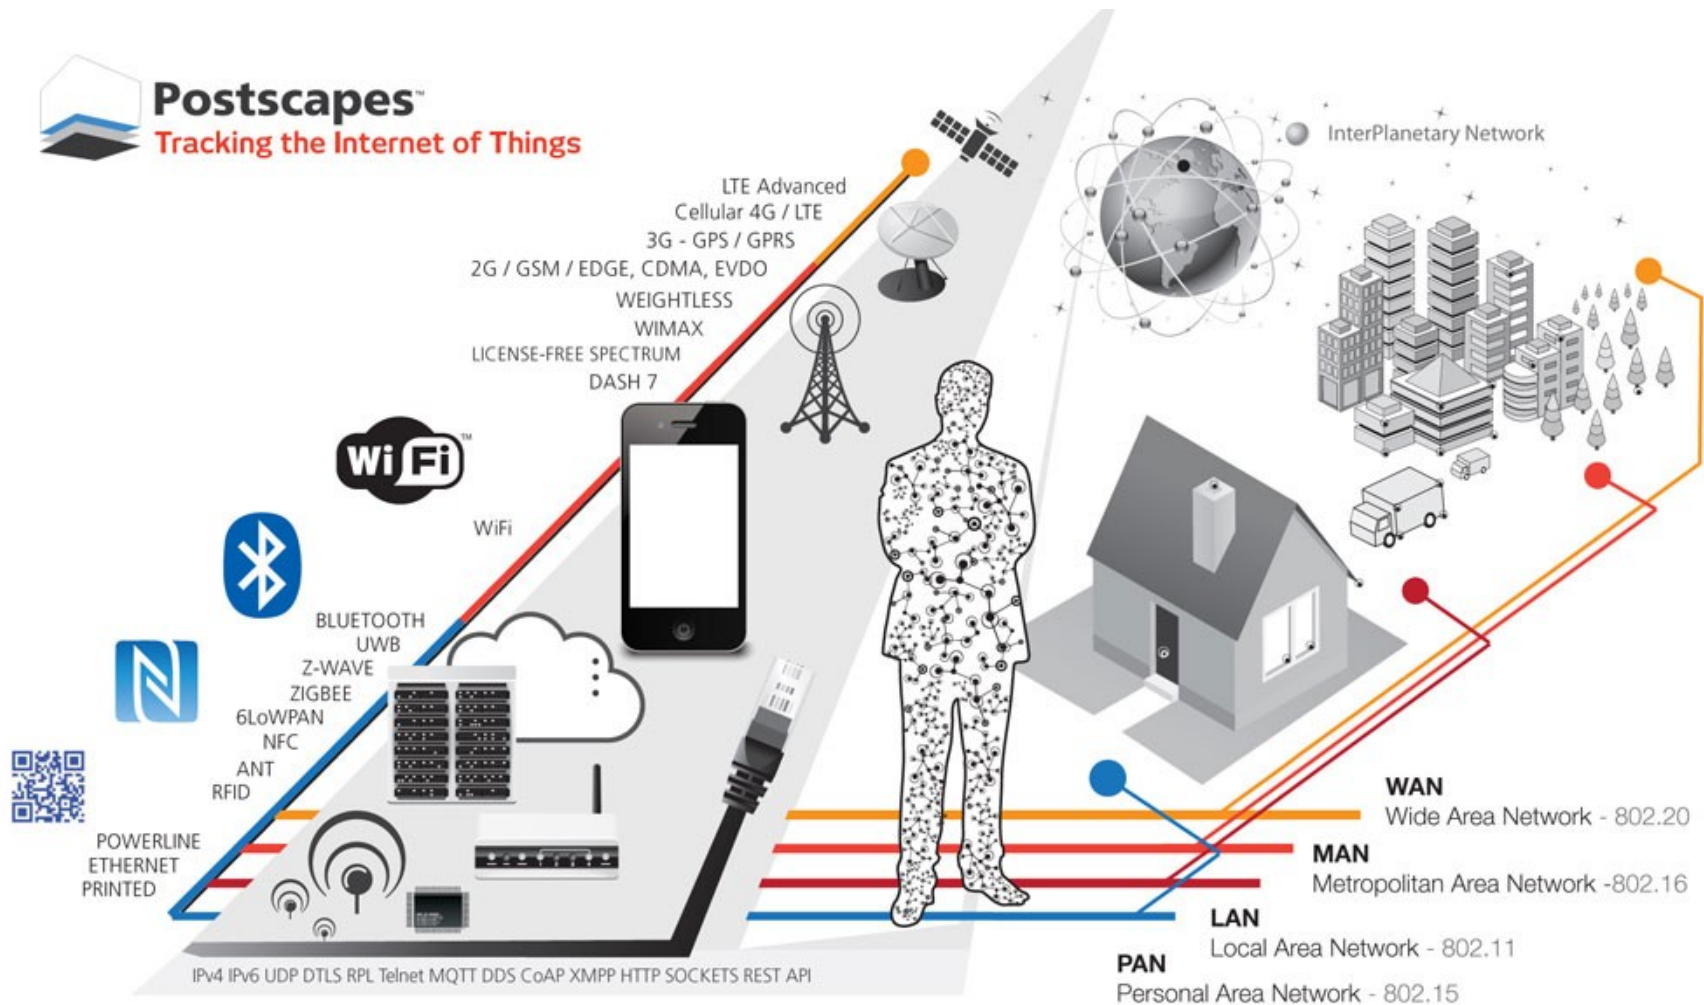 Postscapes™
Tracking the Internet of Things
InterPlanetary Network
LTE Advanced
Cellular 4G / LTE
3G - GPS / GPRS
2G / GSM / EDGE, CDMA, EVDO
WEIGHTLESS
WIMAX
LICENSE-FREE SPECTRUM
DASH 7
Wi Fi™
WiFi
BLUETOOTH
UWB
Z-WAVE
ZIGBEE
6LoWPAN
NFC
ANT
RFID
POWERLINE
ETHERNET
PRINTED
WAN
Wide Area Network - 802.20
MAN
Metropolitan Area Network -802.16
LAN
Local Area Network - 802.11
PAN
Personal Area Network - 802.15
IPv4 IPv6 UDP DTLS RPL Telnet MQTT DDS CoAP XMPP HTTP SOCKETS REST API